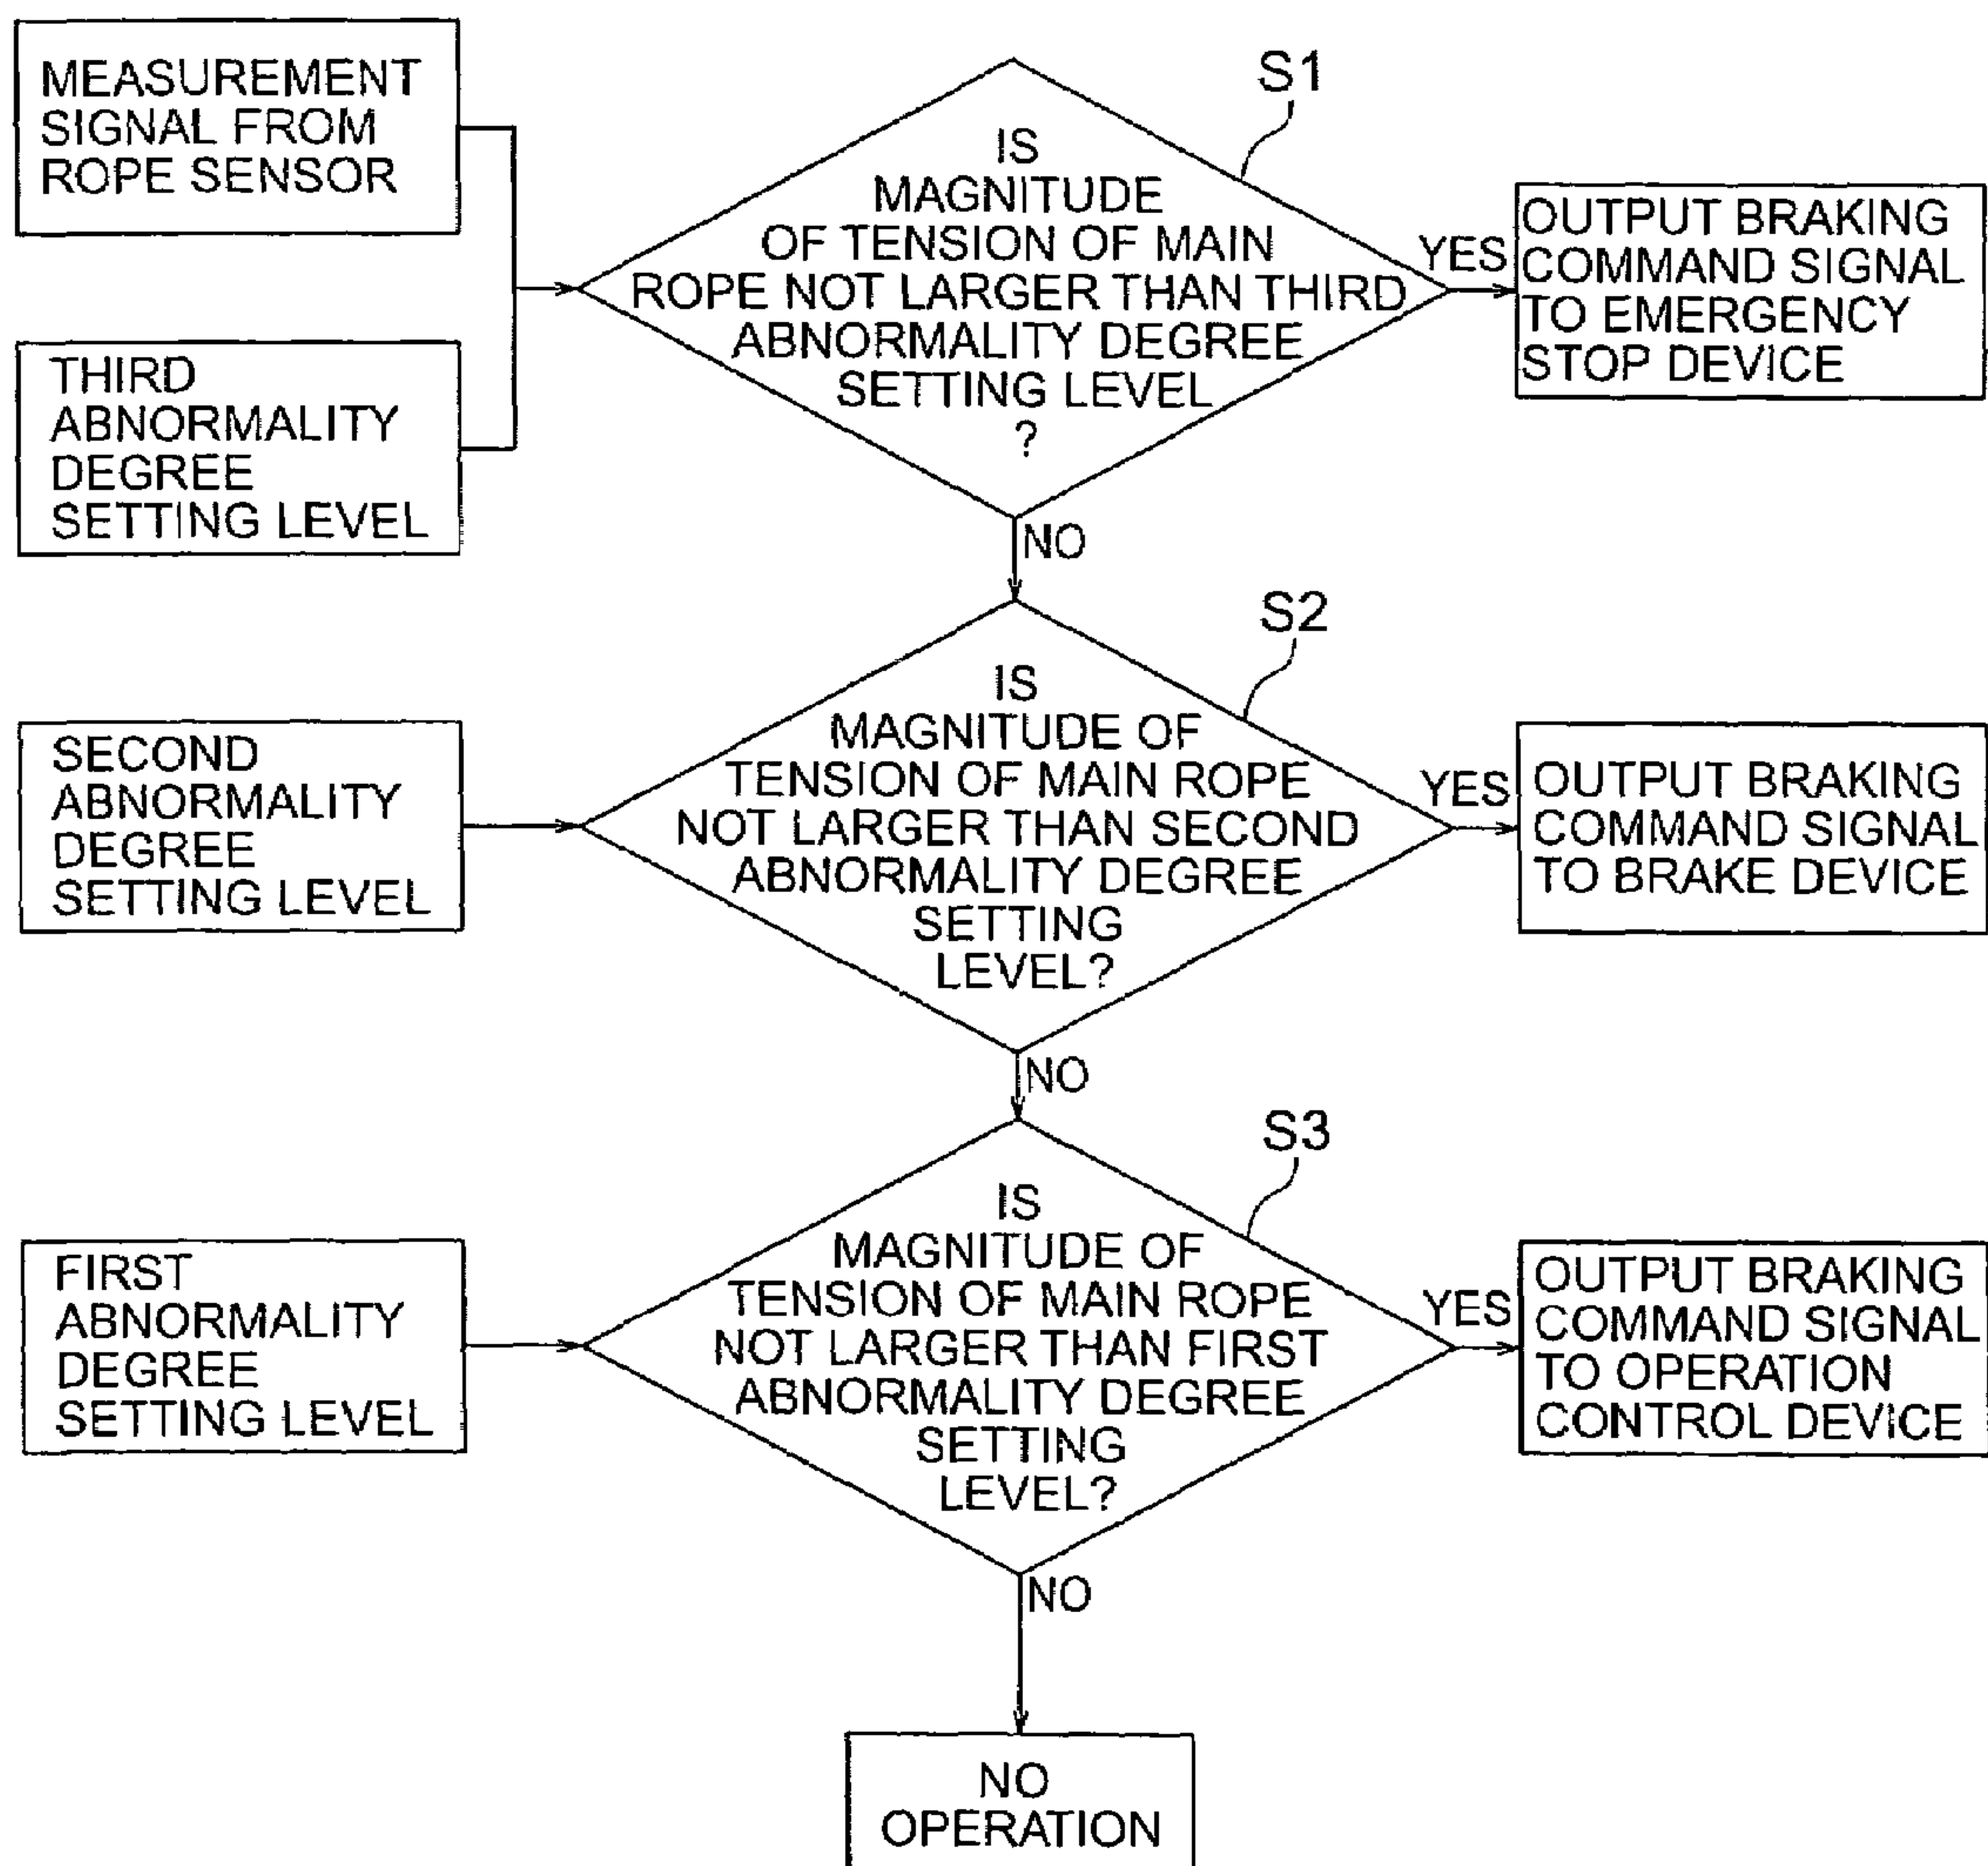 MEASUREMENT
SIGNAL FROM
ROPE SENSOR
THIRD
ABNORMALITY
DEGREE
SETTING LEVEL
S1
IS
MAGNITUDE
OF TENSION OF MAIN
ROPE NOT LARGER THAN THIRD
ABNORMALITY DEGREE
SETTING LEVEL
?
YES
OUTPUT BRAKING
COMMAND SIGNAL
TO EMERGENCY
STOP DEVICE
NO
SECOND
ABNORMALITY
DEGREE
SETTING LEVEL
S2
IS
MAGNITUDE OF
TENSION OF MAIN ROPE
NOT LARGER THAN SECOND
ABNORMALITY DEGREE
SETTING
LEVEL?
YES
OUTPUT BRAKING
COMMAND SIGNAL
TO BRAKE DEVICE
NO
FIRST
ABNORMALITY
DEGREE
SETTING LEVEL
S3
IS
MAGNITUDE OF
TENSION OF MAIN ROPE
NOT LARGER THAN FIRST
ABNORMALITY DEGREE
SETTING
LEVEL?
YES
OUTPUT BRAKING
COMMAND SIGNAL
TO OPERATION
CONTROL DEVICE
NO
NO
OPERATION